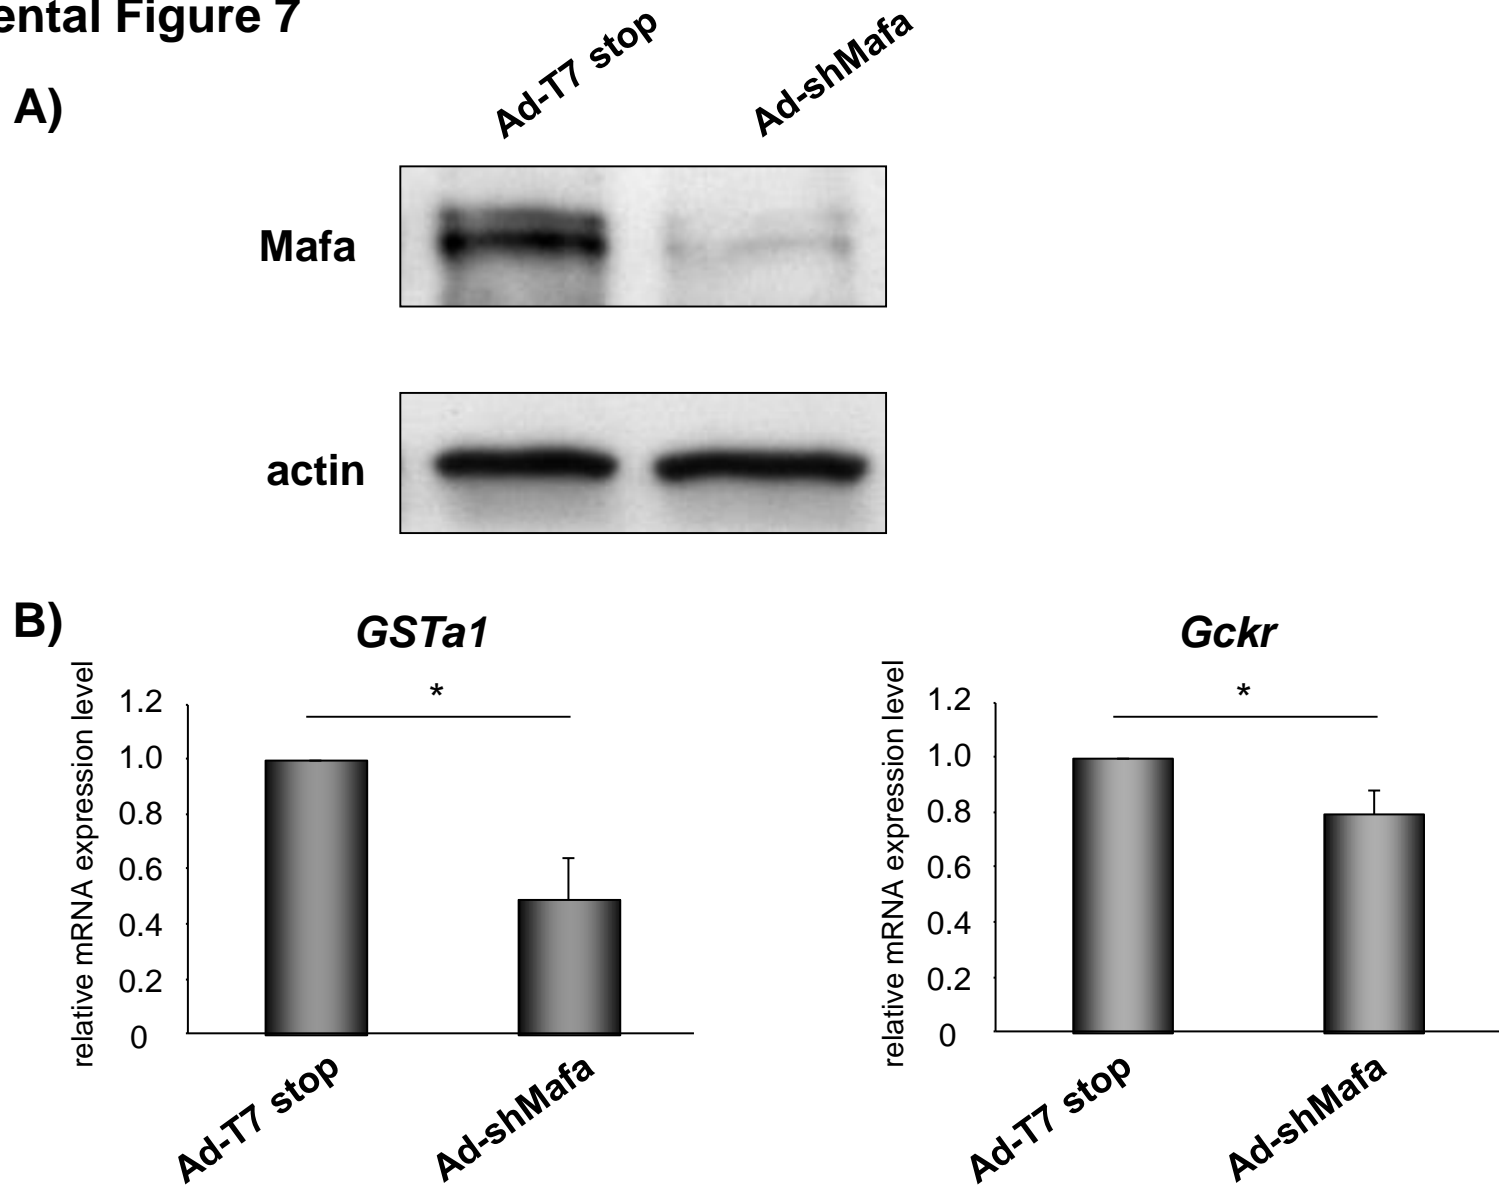 ental Figure 7
A)
Ad-T7 stop
Ad-shMafa
Mafa
actin
B)
GSTa1
*
relative mRNA expression level
1.2
1.0
0.8
0.6
0.4
0.2
0
Ad-T7 stop
Ad-shMafa
Gckr
*
relative mRNA expression level
1.2
1.0
0.8
0.6
0.4
0.2
0
Ad-T7 stop
Ad-shMafa